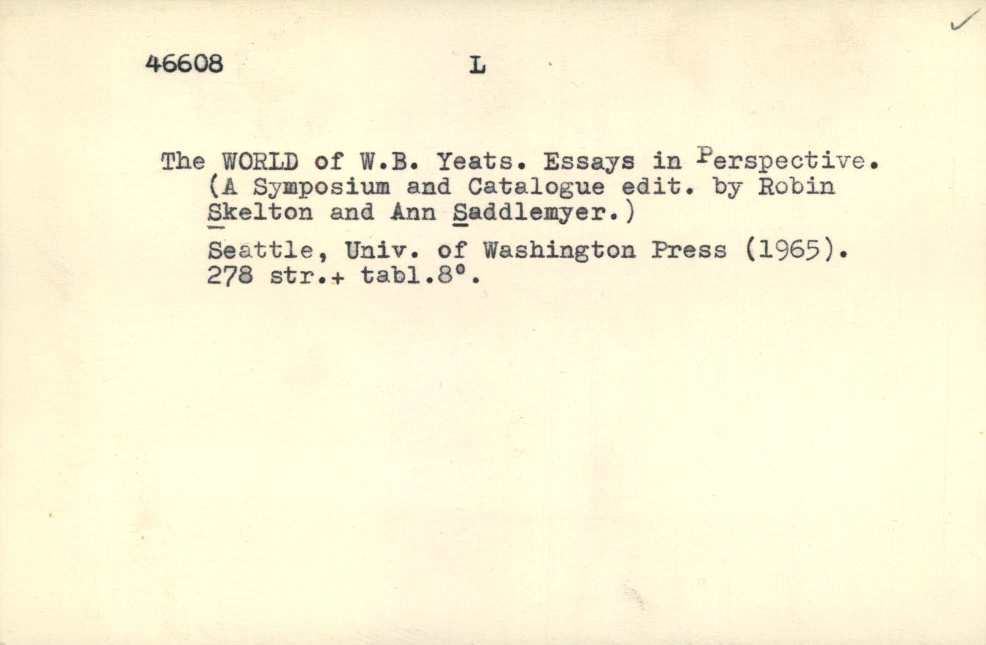 46608 L
The WORLD of W.B. Yeats. Essays in Perspective.
(A Symposium and Catalogue edit. by Robin
Skelton and Ann Saddlemyer.)
Seattle, Univ. of Washington Press (1965).
278 str.+ tabl.8°.